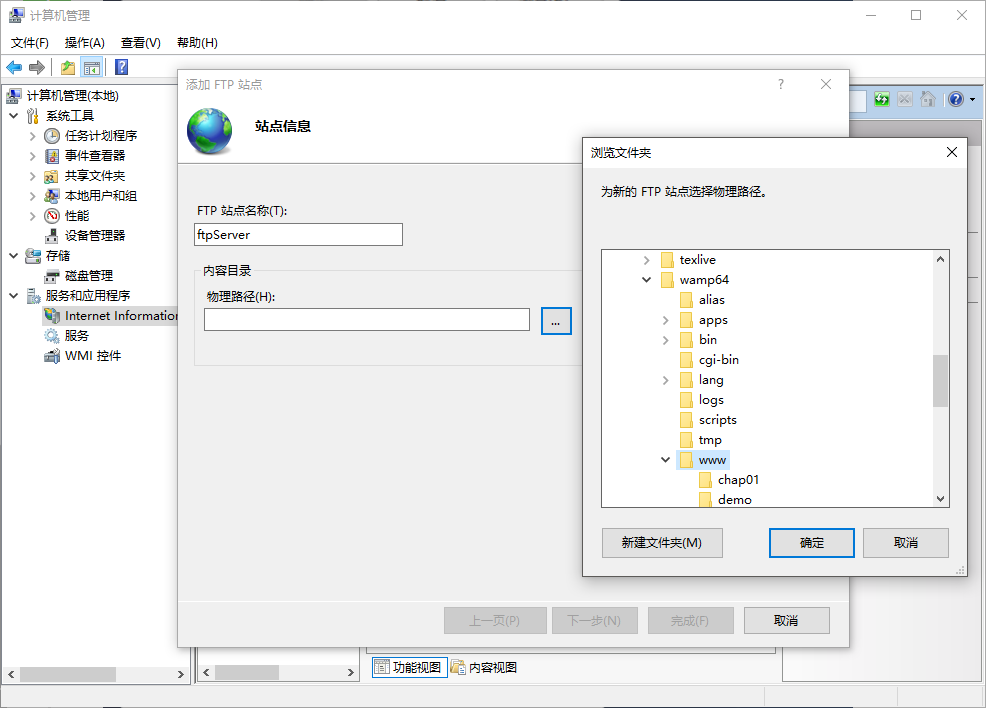 计算机管理
文件(F) 操作(A) 查看(V) 帮助(H)
计算机管理(本地)
系统工具
任务计划程序
事件查看器
共享文件夹
本地用户和组
性能
设备管理器
存储
磁盘管理
服务和应用程序
Internet Information
服务
WMI 控件
添加 FTP 站点
站点信息
FTP 站点名称(T):
ftpServer
内容目录
物理路径(H):
...
上一页(P) 下一步(N) 完成(F) 取消
浏览文件夹
为新的 FTP 站点选择物理路径。
texlive
wamp64
alias
apps
bin
cgi-bin
lang
logs
scripts
tmp
www
chap01
demo
新建文件夹(M) 确定 取消
功能视图 内容视图